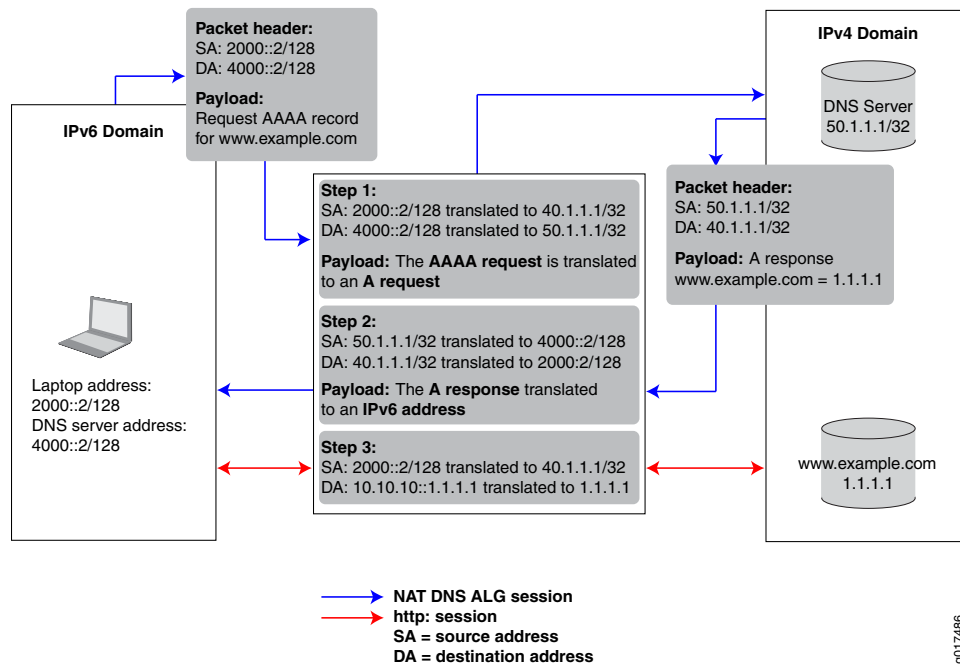 Packet header:
SA: 2000::2/128
DA: 4000::2/128
Payload:
Request AAAA record
for www.example.com
IPv6 Domain
Laptop address:
2000::2/128
DNS server address:
4000::2/128
Step 1:
SA: 2000::2/128 translated to 40.1.1.1/32
DA: 4000::2/128 translated to 50.1.1.1/32
Payload: The AAAA request is translated
to an A request
Step 2:
SA: 50.1.1.1/32 translated to 4000::2/128
DA: 40.1.1.1/32 translated to 2000:2/128
Payload: The A response translated
to an IPv6 address
Step 3:
SA: 2000::2/128 translated to 40.1.1.1/32
DA: 10.10.10::1.1.1.1 translated to 1.1.1.1
IPv4 Domain
DNS Server
50.1.1.1/32
Packet header:
SA: 50.1.1.1/32
DA: 40.1.1.1/32
Payload: A response
www.example.com = 1.1.1.1
www.example.com
1.1.1.1
NAT DNS ALG session
http: session
SA = source address
DA = destination address
g017486